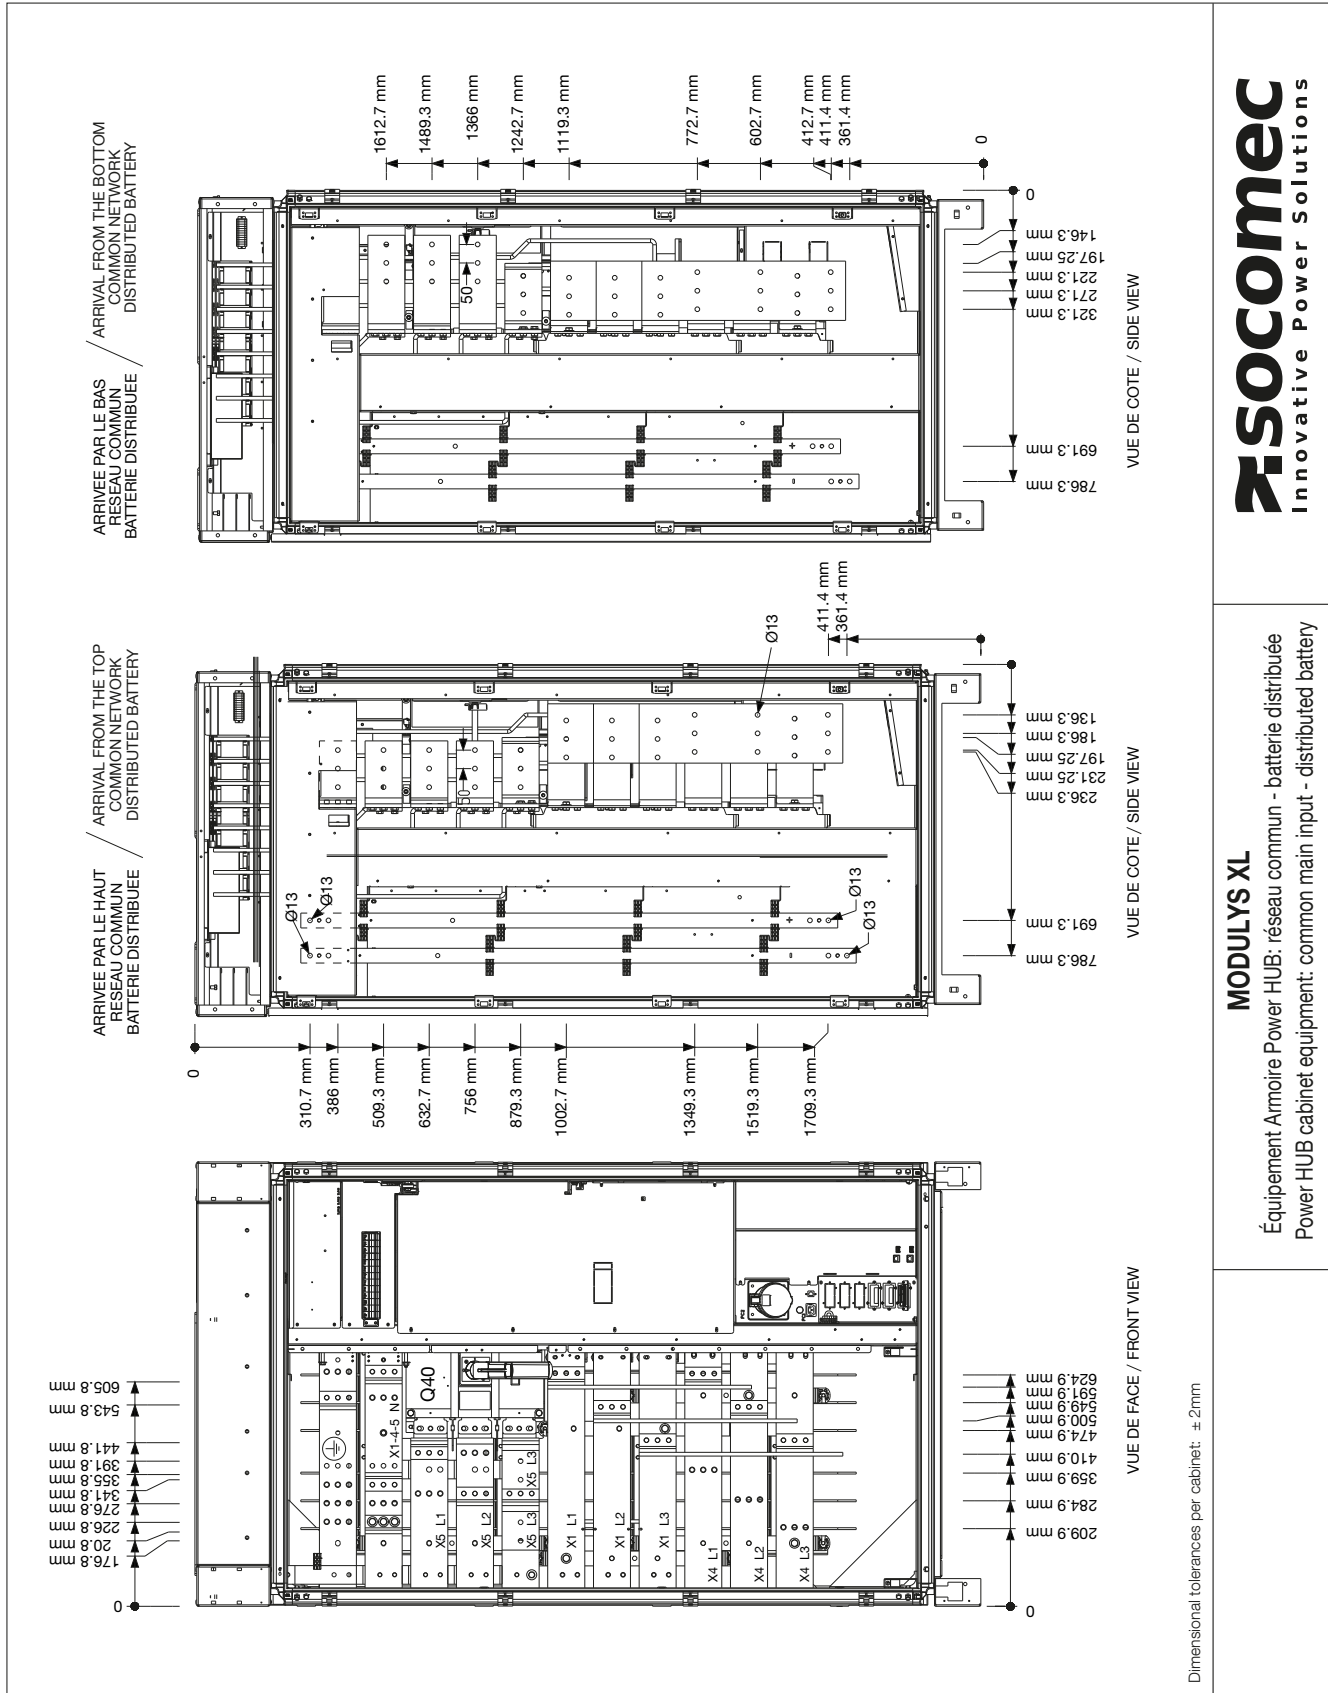 ARRIVEE PAR LE HAUT
RESEAU COMMUN
BATTERIE DISTRIBUEE
ARRIVAL FROM THE TOP
COMMON NETWORK
DISTRIBUTED BATTERY
ARRIVEE PAR LE BAS
RESEAU COMMUN
BATTERIE DISTRIBUEE
ARRIVAL FROM THE BOTTOM
COMMON NETWORK
DISTRIBUTED BATTERY
0
176.8 mm
20.8 mm
226.8 mm
276.8 mm
341.8 mm
355.8 mm
391.8 mm
441.8 mm
543.8 mm
605.8 mm
X1-4-5 N
Q40
X5 L1
X5 L2
X5 L3
X5 L3
X1 L1
X1 L2
X1 L3
X4 L1
X4 L2
X4 L3
0
209.9 mm
284.9 mm
359.9 mm
410.9 mm
474.9 mm
500.9 mm
549.9 mm
591.9 mm
624.9 mm
VUE DE FACE / FRONT VIEW
0
310.7 mm
386 mm
509.3 mm
632.7 mm
756 mm
879.3 mm
1002.7 mm
1349.3 mm
1519.3 mm
1709.3 mm
Ø13
Ø13
50
Ø13
Ø13
Ø13
411.4 mm
361.4 mm
136.3 mm
186.3 mm
197.25 mm
231.25 mm
236.3 mm
691.3 mm
786.3 mm
VUE DE COTE / SIDE VIEW
1612.7 mm
1489.3 mm
1366 mm
1242.7 mm
1119.3 mm
772.7 mm
602.7 mm
412.7 mm
411.4 mm
361.4 mm
0
50
0
146.3 mm
197.25 mm
221.3 mm
271.3 mm
321.3 mm
691.3 mm
786.3 mm
VUE DE COTE / SIDE VIEW
Dimensional tolerances per cabinet: ± 2mm
MODULYS XL
Équipement Armoire Power HUB: réseau commun - batterie distribuée
Power HUB cabinet equipment: common main input - distributed battery
socomec
Innovative Power Solutions